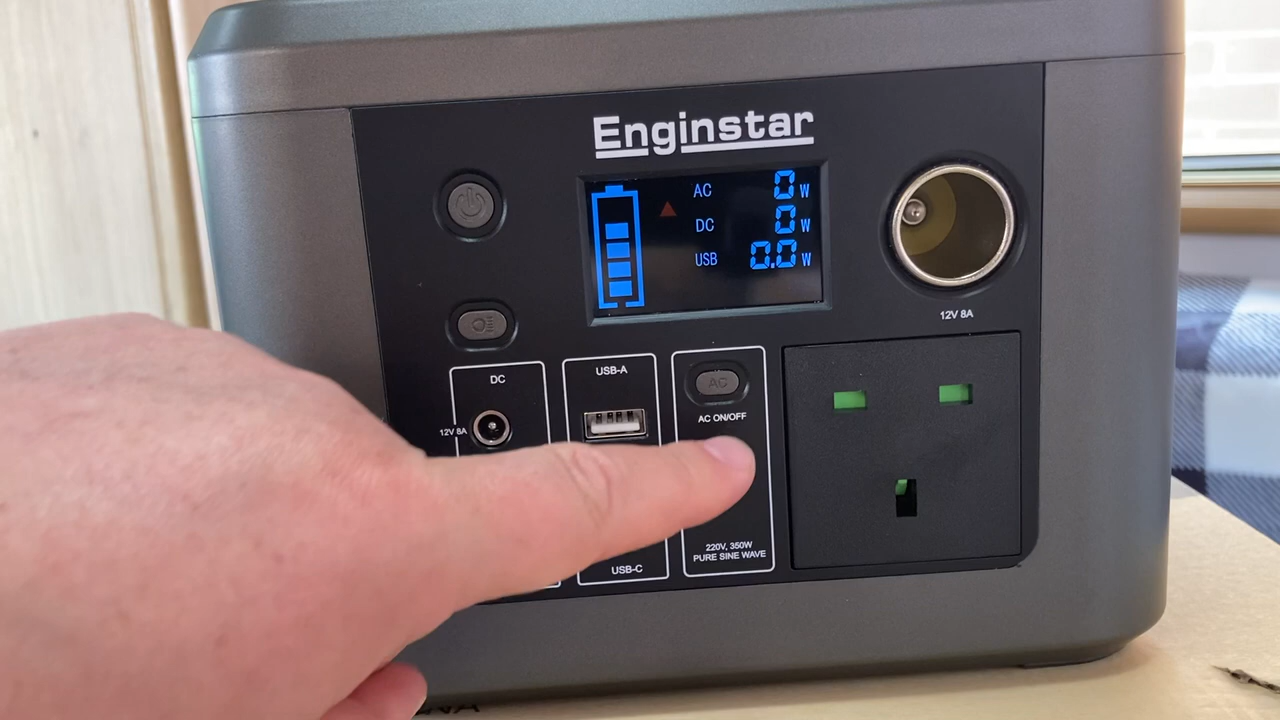 Enginstar
AC 0 W
DC 0 W
USB 0.0 W
12V 8A
DC
12V 8A
USB-A
USB-C
AC
AC ON/OFF
220V, 350W
PURE SINE WAVE